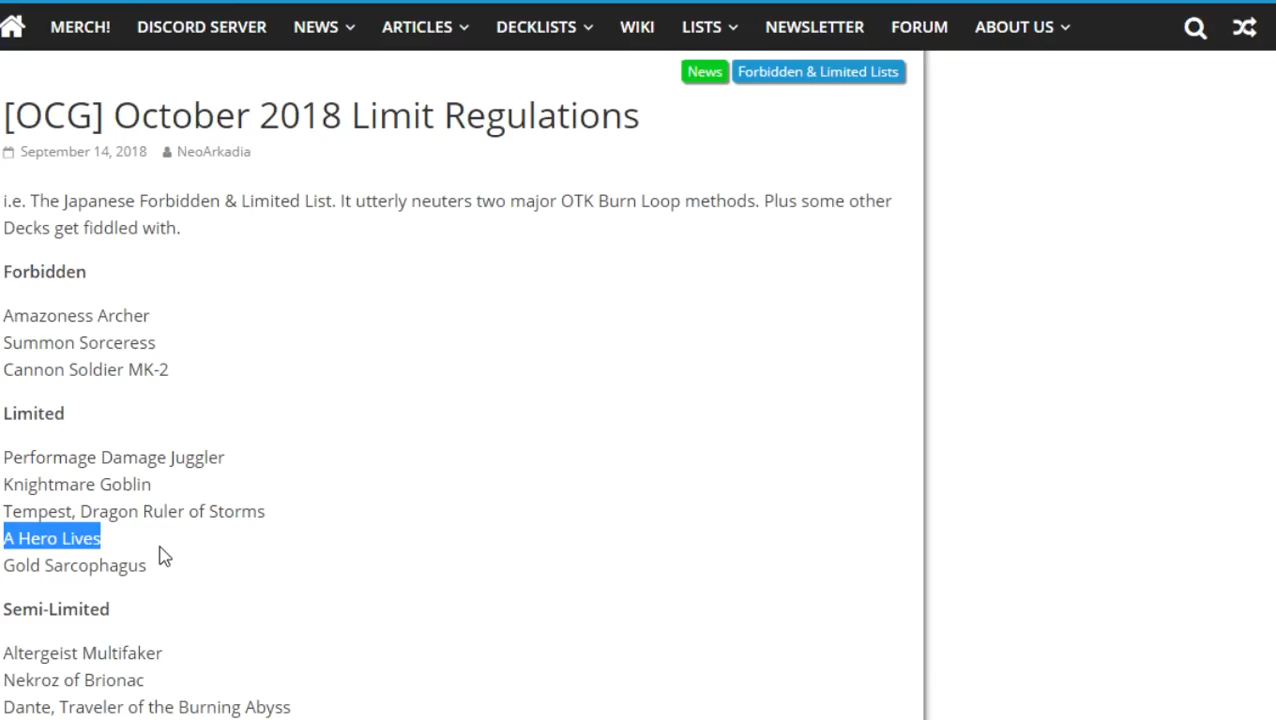 MERCH! DISCORD SERVER NEWS ARTICLES DECKLISTS WIKI LISTS NEWSLETTER FORUM ABOUT US
News Forbidden & Limited Lists
[OCG] October 2018 Limit Regulations
September 14, 2018 NeoArkadia
i.e. The Japanese Forbidden & Limited List. It utterly neuters two major OTK Burn Loop methods. Plus some other
Decks get fiddled with.
Forbidden
Amazoness Archer
Summon Sorceress
Cannon Soldier MK-2
Limited
Performage Damage Juggler
Knightmare Goblin
Tempest, Dragon Ruler of Storms
A Hero Lives
Gold Sarcophagus
Semi-Limited
Altergeist Multifaker
Nekroz of Brionac
Dante, Traveler of the Burning Abyss